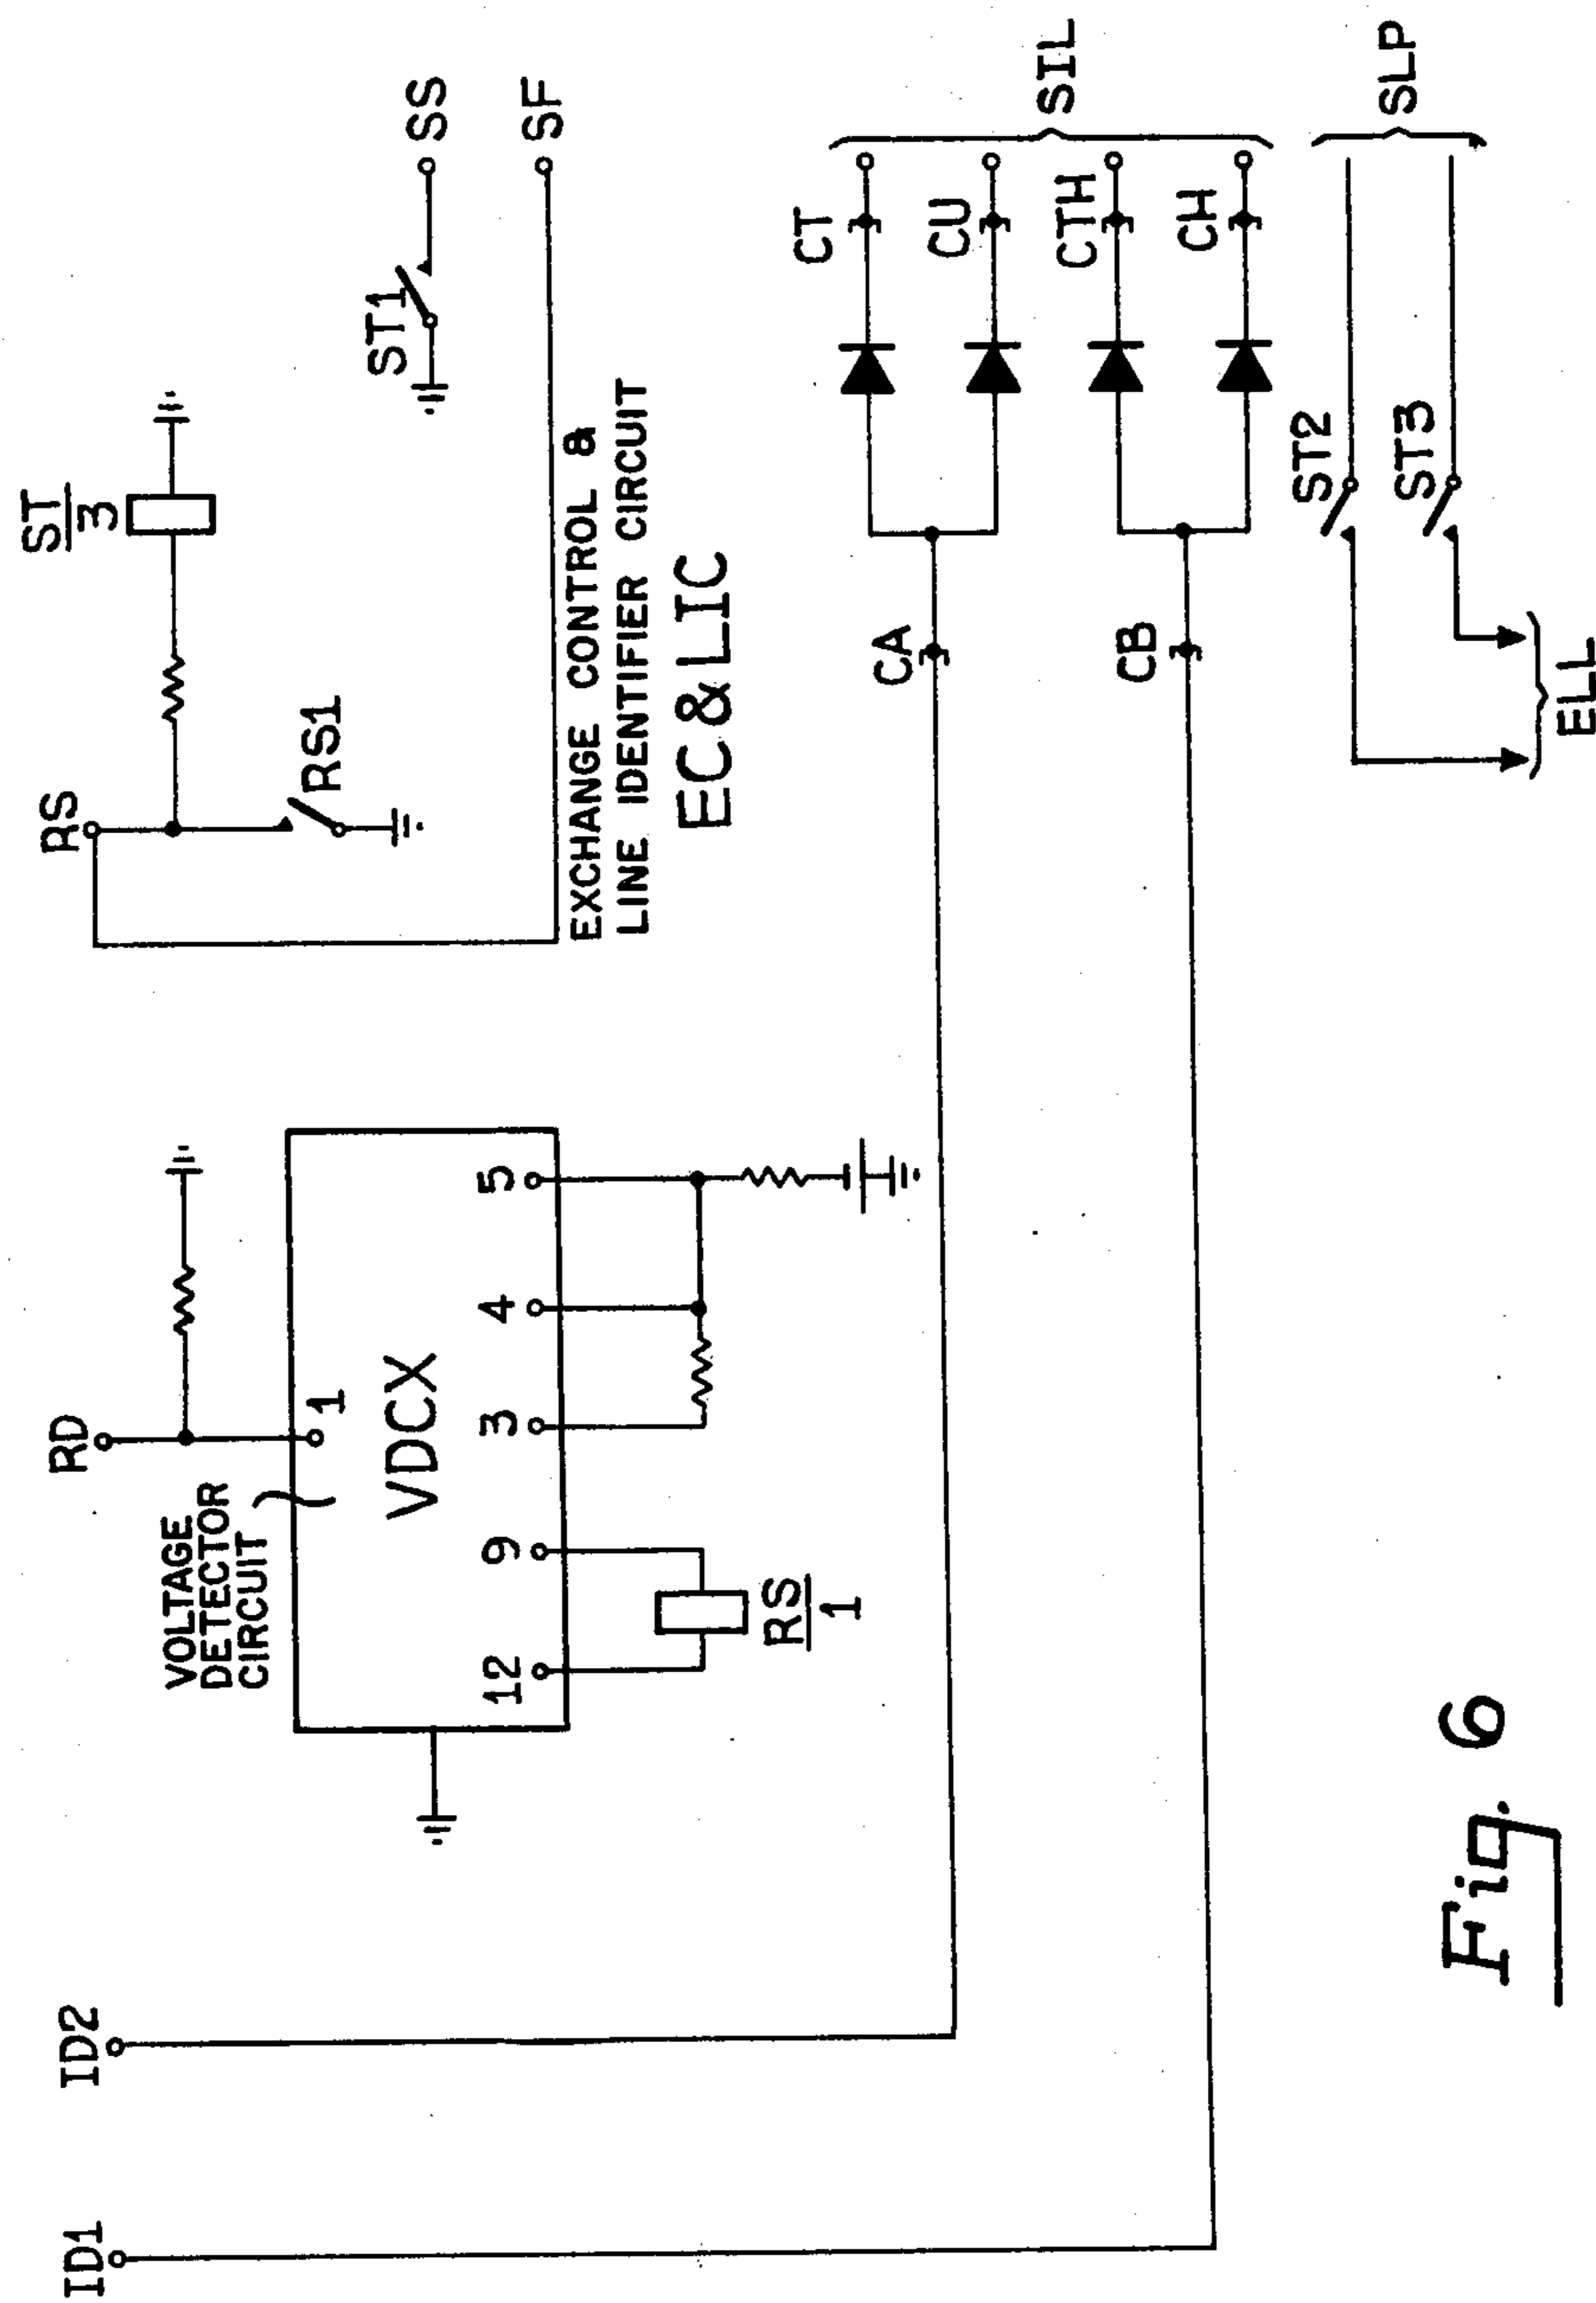 ID1
ID2
RD
RS
ST
3
VOLTAGE
DETECTOR
CIRCUIT
1
VDCX
12
9
3
4
5
RS
1
RS1
ST1
SS
SF
EXCHANGE CONTROL &
LINE IDENTIFIER CIRCUIT
EC & LIC
CA
CB
CT
CU
CTH
CH
SIL
ST2
ST3
SLP
ELL
Fig. 6